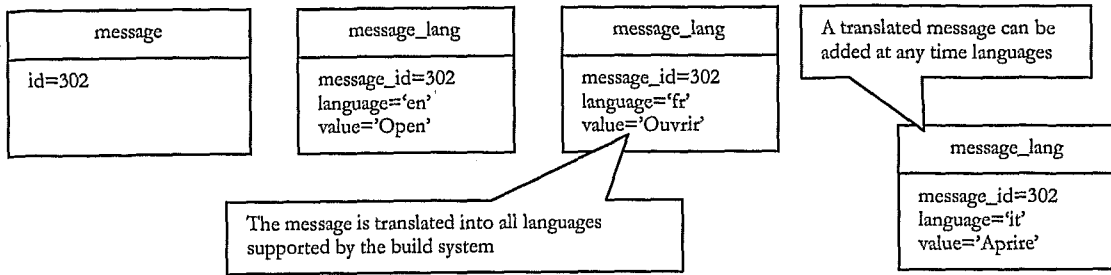 message
id=302
message_lang
message_id=302
language='en'
value='Open'
message_lang
message_id=302
language='fr'
value='Ouvrir'
A translated message can be
added at any time languages
message_lang
message_id=302
language='it'
value='Aprire'
The message is translated into all languages
supported by the build system